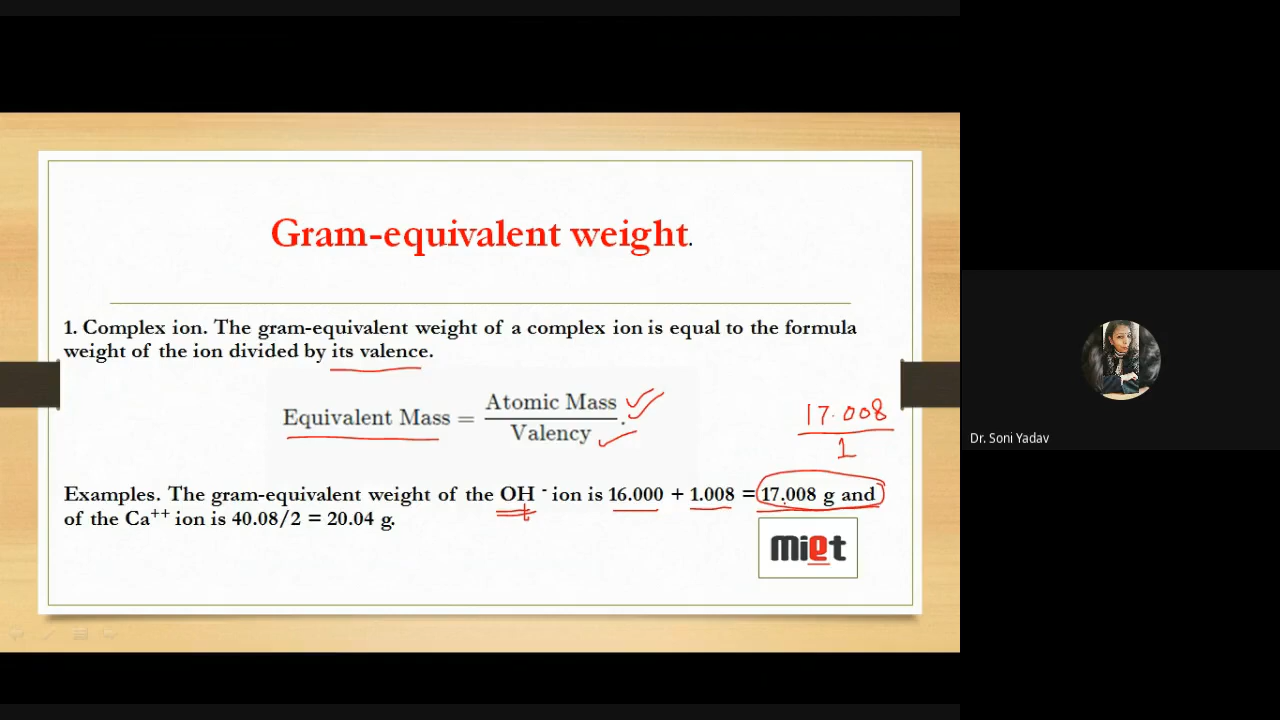 Gram-equivalent weight.
1. Complex ion. The gram-equivalent weight of a complex ion is equal to the formula
weight of the ion divided by its valence.
Equivalent Mass = Atomic Mass / Valency.
17.008
1
Examples. The gram-equivalent weight of the OH - ion is 16.000 + 1.008 = 17.008 g and
of the Ca++ ion is 40.08/2 = 20.04 g.
miet
Dr. Soni Yadav